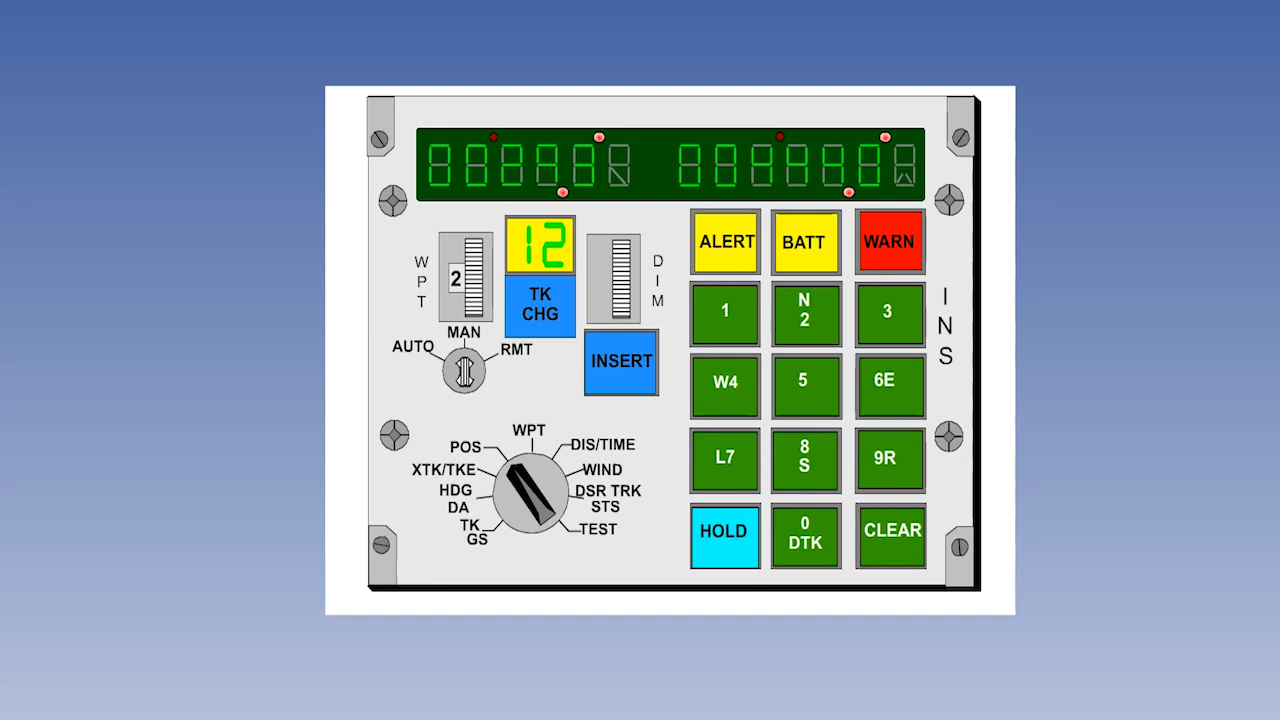 12
WPT
2
DIM
TK
CHG
INSERT
AUTO
MAN
RMT
ALERT
BATT
WARN
1
N
2
3
INS
W4
5
6E
L7
8
S
9R
HOLD
0
DTK
CLEAR
WPT
POS
DIS/TIME
XTK/TKE
WIND
HDG
DA
DSR TRK
STS
TK
GS
TEST